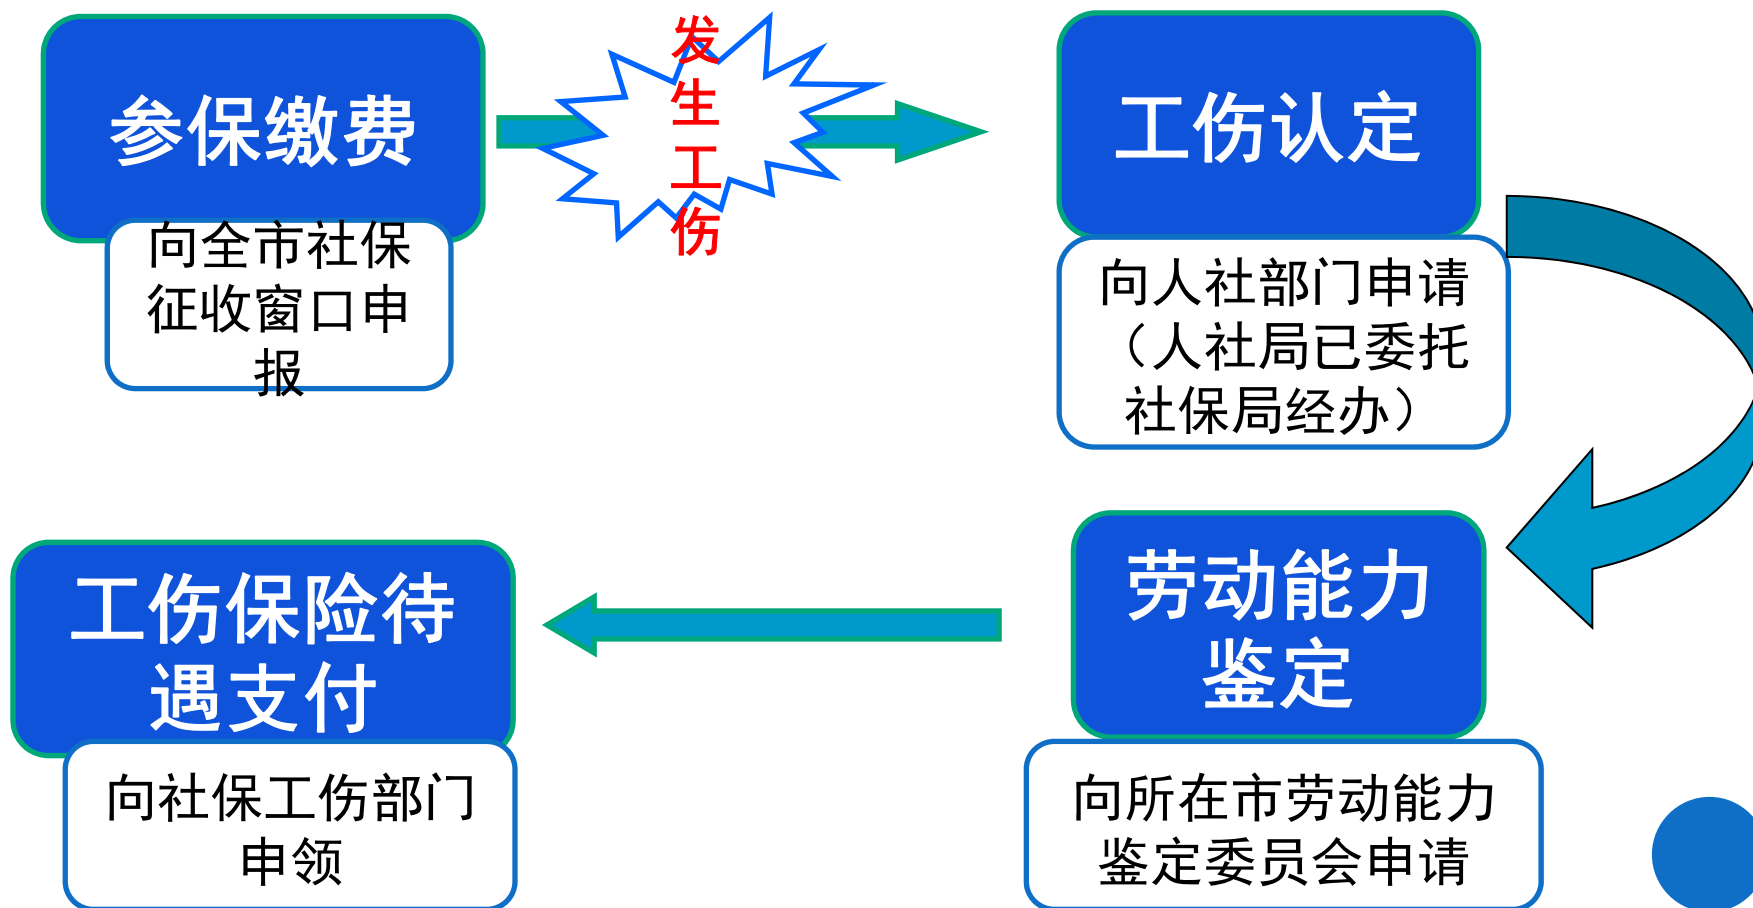 参保缴费
向全市社保
征收窗口申
报
发
生
工
伤
工伤认定
向人社部门申请
（人社局已委托
社保局经办）
劳动能力
鉴定
向所在市劳动能力
鉴定委员会申请
工伤保险待
遇支付
向社保工伤部门
申领